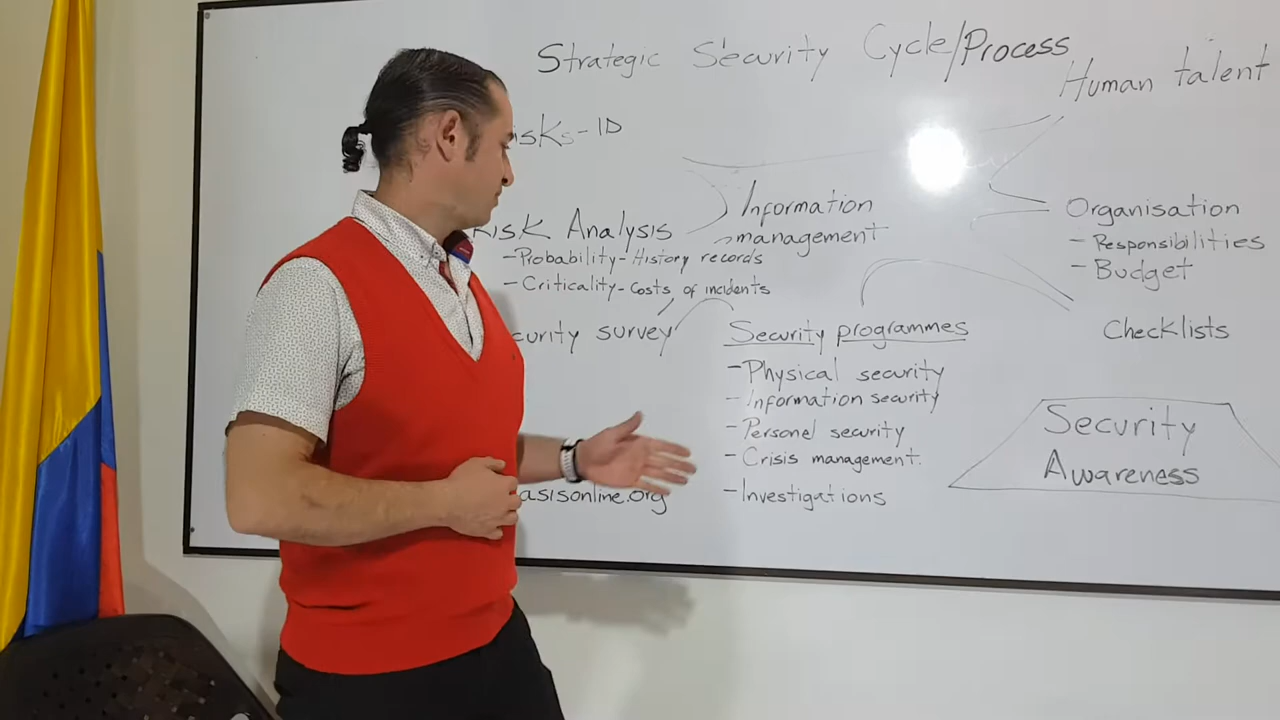 Strategic Security Cycle/Process
Human talent
isks-ID
Information
management
Risk Analysis
-Probability-History records
-Criticality-Costs of incidents
Organisation
-Responsibilities
-Budget
curity survey
Security programmes
-Physical security
-Information security
-Personel security
-Crisis management.
-Investigations
Checklists
Security
Awareness
asisonline.org